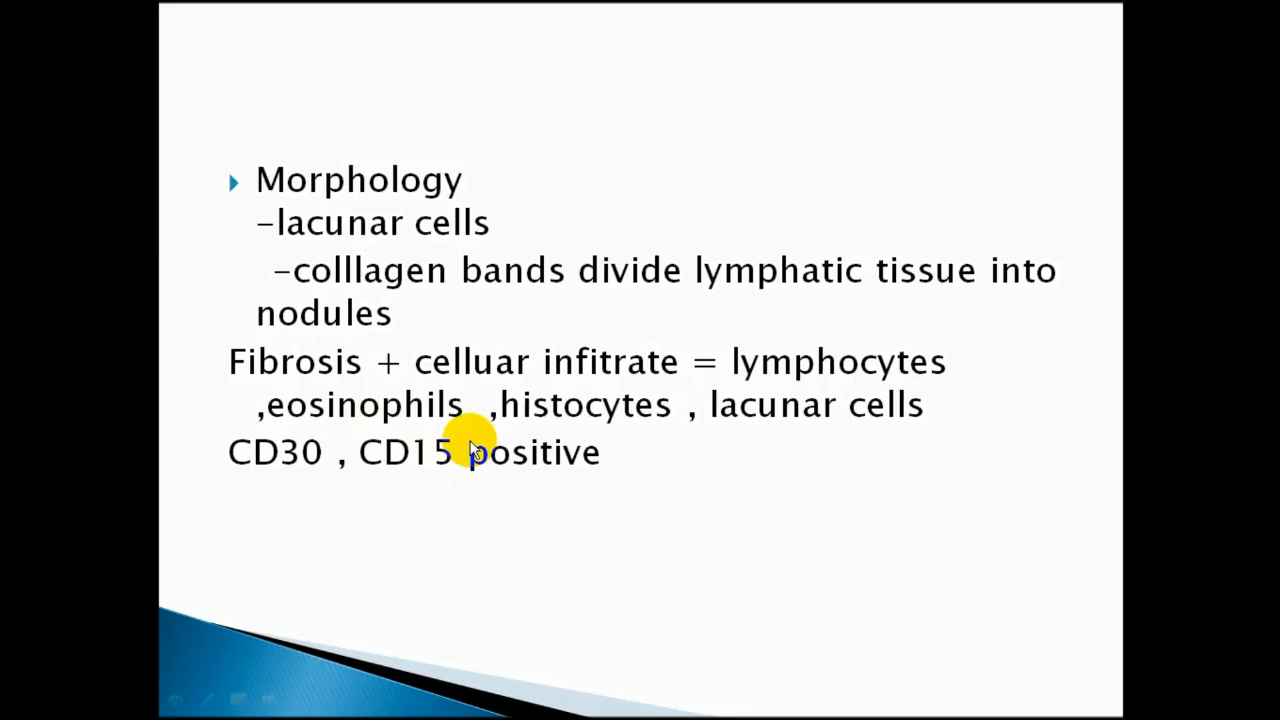 Morphology
-lacunar cells
-colllagen bands divide lymphatic tissue into
nodules
Fibrosis + celluar infitrate = lymphocytes
,eosinophils ,histocytes , lacunar cells
CD30 , CD15 positive